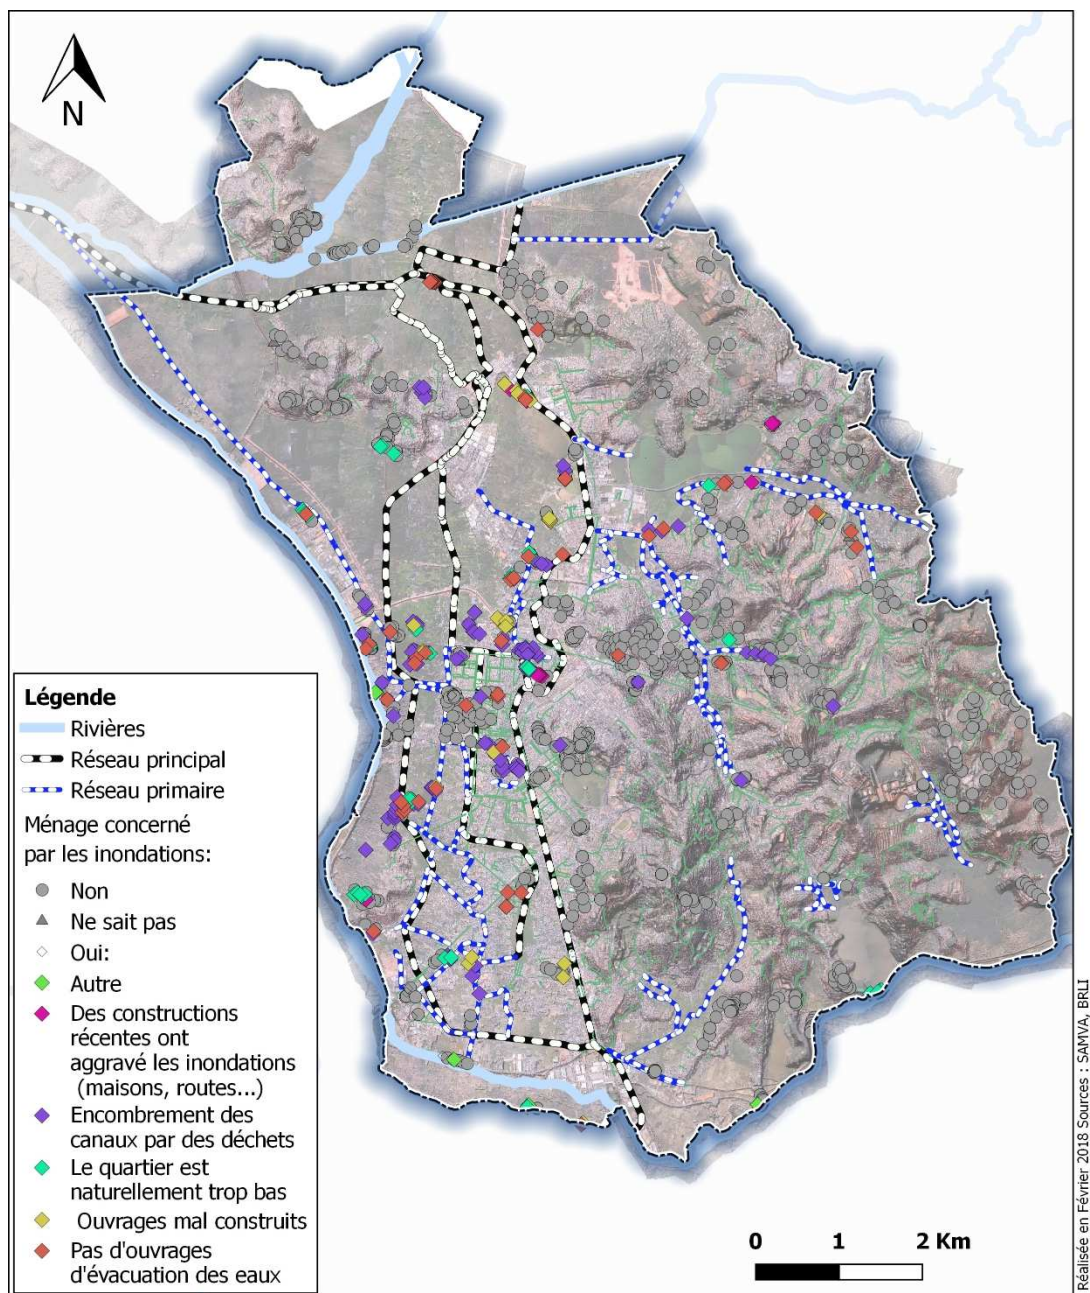 N
Légende
Rivières
Réseau principal
Réseau primaire
Ménage concerné
par les inondations:
Non
Ne sait pas
Oui:
Autre
Des constructions
récentes ont
aggravé les inondations
(maisons, routes...)
Encombrement des
canaux par des déchets
Le quartier est
naturellement trop bas
Ouvrages mal construits
Pas d'ouvrages
d'évacuation des eaux
0 1 2 Km
Réalisée en Février 2018 Sources : SAMVA, BRLI